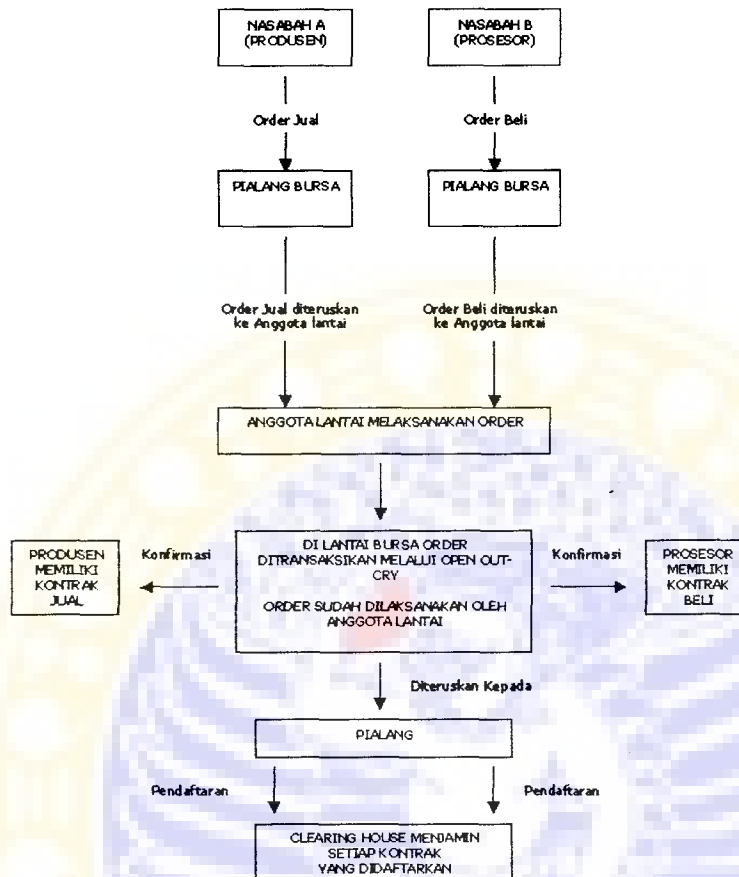 NASABAH A
(PRODUSEN)
NASABAH B
(PROSESOR)
Order Jual
Order Beli
PIALANG BURSA
PIALANG BURSA
Order Jual diteruskan
ke Anggota lantai
Order Beli diteruskan
ke Anggota lantai
ANGGOTA LANTAI MELAKSANAKAN ORDER
PRODUSEN
MEMILIKI
KONTRAK
JUAL
Konfirmasi
DI LANTAI BURSA ORDER
DITRANSAKSIKAN MELALUI OPEN OUT-
CRY
ORDER SUDAH DILAKSANAKAN OLEH
ANGGOTA LANTAI
Konfirmasi
PROSESOR
MEMILIKI
KONTRAK
BELI
Diteruskan Kepada
PIALANG
Pendaftaran
Pendaftaran
CLEARING HOUSE MENJAMIN
SETIAP KONTRAK
YANG DIDAFTARKAN